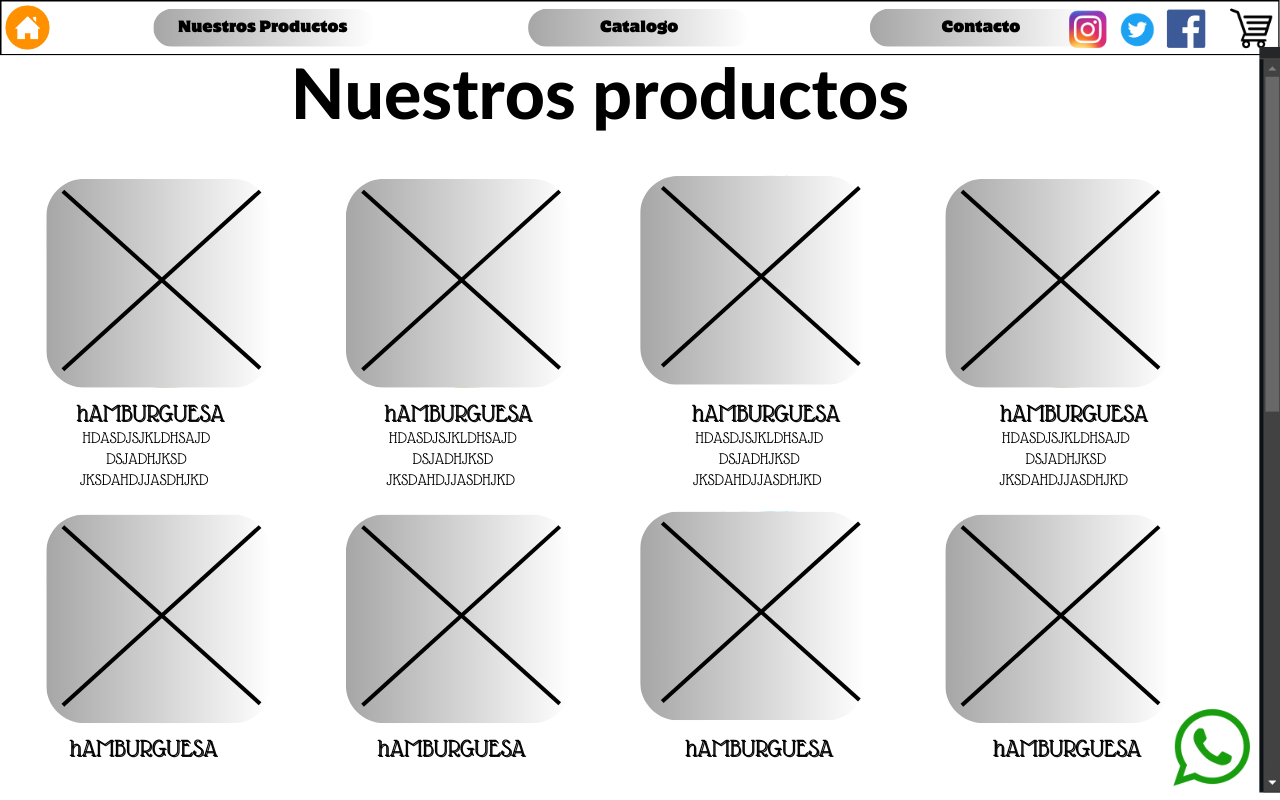 Nuestros Productos
Catalogo
Contacto
Nuestros productos
hAMBURGUESA
hAMBURGUESA
hAMBURGUESA
hAMBURGUESA
HDASDJSJKLDHSAJD
DSJADHJKSD
JKSDAHDJJASDHJKD
HDASDJSJKLDHSAJD
DSJADHJKSD
JKSDAHDJJASDHJKD
HDASDJSJKLDHSAJD
DSJADHJKSD
JKSDAHDJJASDHJKD
HDASDJSJKLDHSAJD
DSJADHJKSD
JKSDAHDJJASDHJKD
hAMBURGUESA
hAMBURGUESA
hAMBURGUESA
hAMBURGUESA